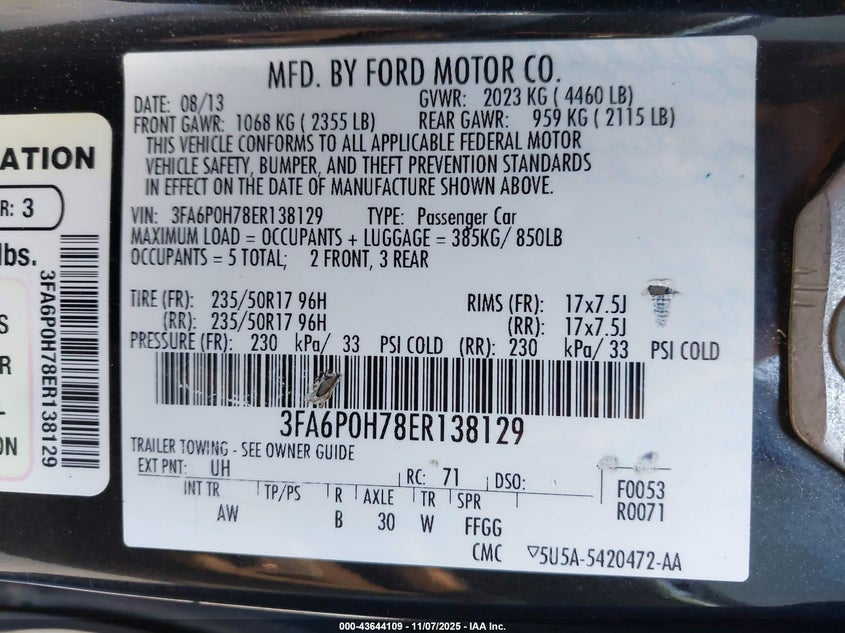 MFD. BY FORD MOTOR CO.
DATE: 08/13 GVWR: 2023 KG ( 4460 LB)
FRONT GAWR: 1068 KG ( 2355 LB) REAR GAWR: 959 KG ( 2115 LB)
THIS VEHICLE CONFORMS TO ALL APPLICABLE FEDERAL MOTOR
VEHICLE SAFETY, BUMPER, AND THEFT PREVENTION STANDARDS
IN EFFECT ON THE DATE OF MANUFACTURE SHOWN ABOVE.
VIN: 3FA6P0H78ER138129 TYPE: Passenger Car
MAXIMUM LOAD = OCCUPANTS + LUGGAGE = 385KG/ 850LB
OCCUPANTS = 5 TOTAL; 2 FRONT, 3 REAR
TIRE (FR): 235/50R17 96H RIMS (FR): 17x7.5J
(RR): 235/50R17 96H (RR): 17x7.5J
PRESSURE (FR): 230 kPa/ 33 PSI COLD (RR): 230 kPa/ 33 PSI COLD
3FA6P0H78ER138129
TRAILER TOWING - SEE OWNER GUIDE
EXT PNT: UH RC: 71 DSO: F0053
INT TR TP/PS R AXLE TR SPR R0071
AW B 30 W FFGG
CMC ▽5U5A-5420472-AA
ATION
R: 3
lbs.
S
R
L
ON
3FA6P0H78ER138129
000-43644109 - 11/07/2025 - IAA Inc.